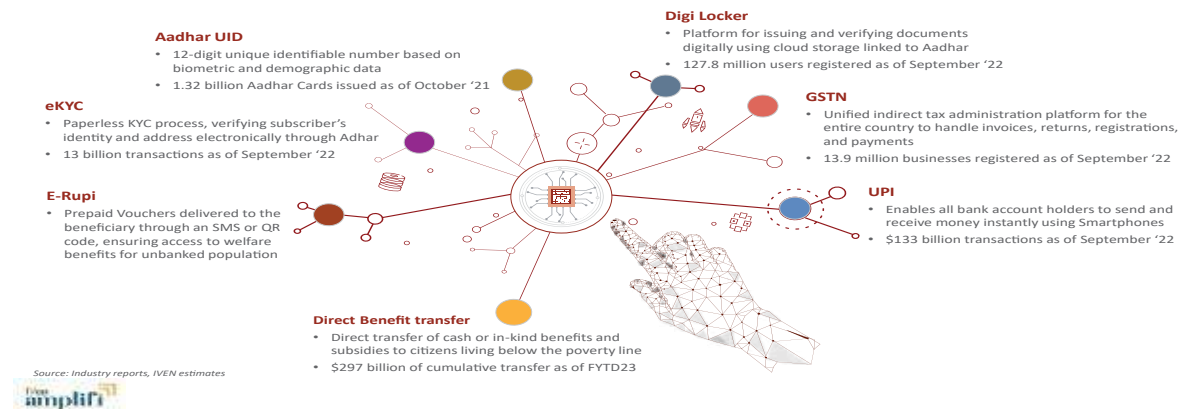 Aadhar UID
• 12-digit unique identifiable number based on
biometric and demographic data
• 1.32 billion Aadhar Cards issued as of October ‘21
eKYC
• Paperless KYC process, verifying subscriber’s
identity and address electronically through Adhar
• 13 billion transactions as of September ‘22
E-Rupi
• Prepaid Vouchers delivered to the
beneficiary through an SMS or QR
code, ensuring access to welfare
benefits for unbanked population
Direct Benefit transfer
• Direct transfer of cash or in-kind benefits and
subsidies to citizens living below the poverty line
• $297 billion of cumulative transfer as of FYTD23
Digi Locker
• Platform for issuing and verifying documents
digitally using cloud storage linked to Aadhar
• 127.8 million users registered as of September ‘22
GSTN
• Unified indirect tax administration platform for the
entire country to handle invoices, returns, registrations,
and payments
• 13.9 million businesses registered as of September ‘22
UPI
• Enables all bank account holders to send and
receive money instantly using Smartphones
• $133 billion transactions as of September ‘22
Source: Industry reports, IVEN estimates
amplifi